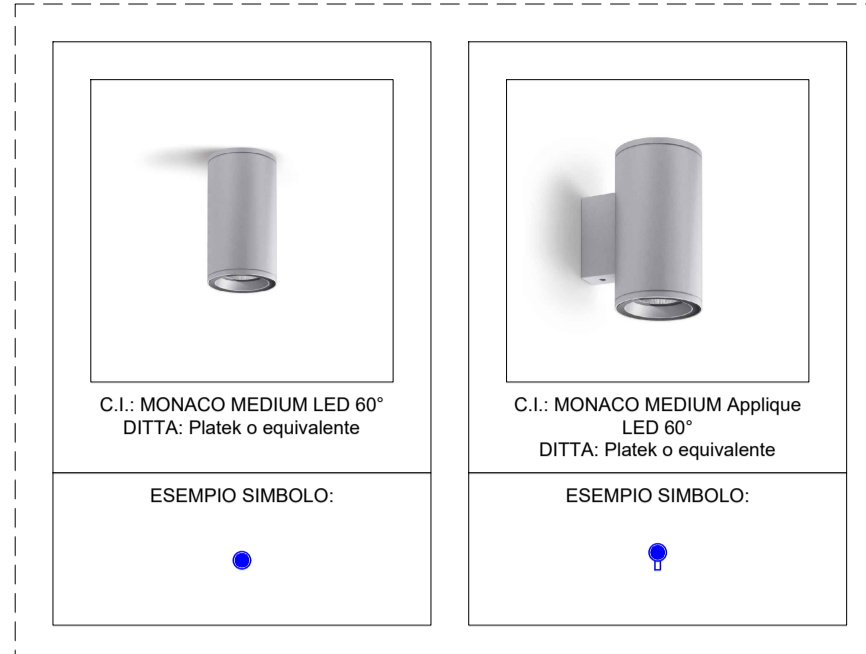 C.I.: MONACO MEDIUM LED 60°
DITTA: Platek o equivalente
ESEMPIO SIMBOLO:
C.I.: MONACO MEDIUM Applique
LED 60°
DITTA: Platek o equivalente
ESEMPIO SIMBOLO: